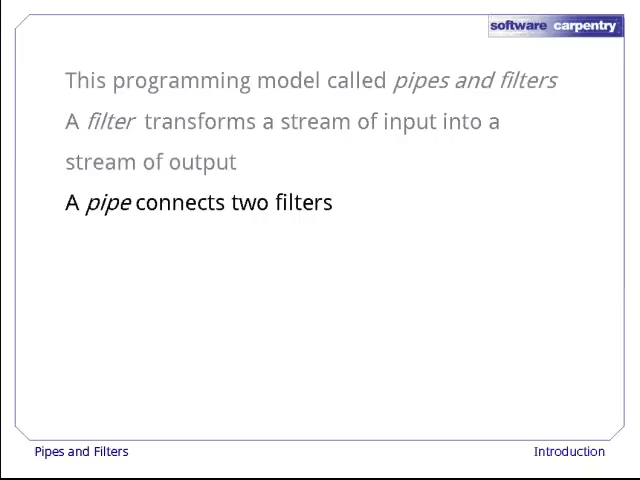 software carpentry
This programming model called pipes and filters
A filter transforms a stream of input into a
stream of output
A pipe connects two filters
Pipes and Filters
Introduction